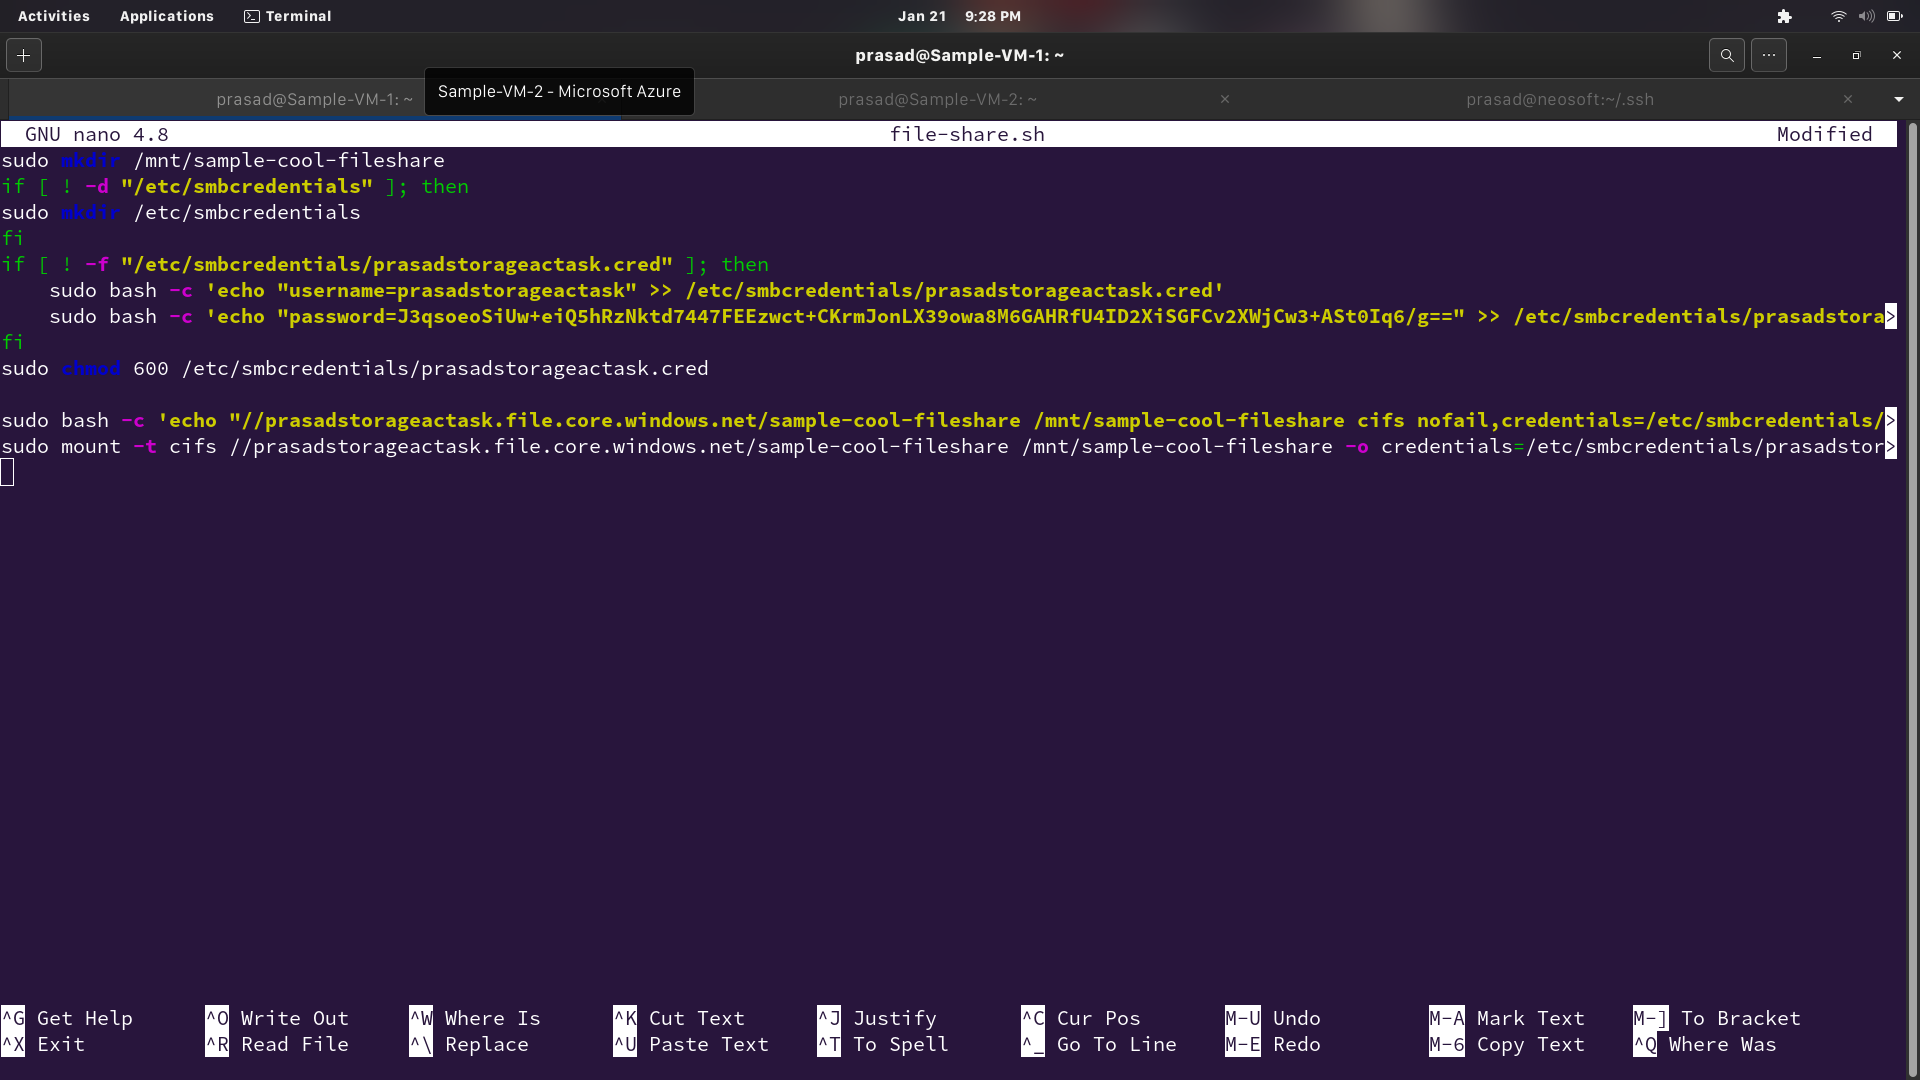 Activities Applications Terminal Jan 21 9:28 PM
prasad@Sample-VM-1: ~
prasad@Sample-VM-1: ~ Sample-VM-2 - Microsoft Azure prasad@Sample-VM-2: ~ prasad@neosoft:~/.ssh
GNU nano 4.8 file-share.sh Modified
sudo mkdir /mnt/sample-cool-fileshare
if [ ! -d "/etc/smbcredentials" ]; then
sudo mkdir /etc/smbcredentials
fi
if [ ! -f "/etc/smbcredentials/prasadstorageactask.cred" ]; then
    sudo bash -c 'echo "username=prasadstorageactask" >> /etc/smbcredentials/prasadstorageactask.cred'
    sudo bash -c 'echo "password=J3qsoeoSiUw+eiQ5hRzNktd7447FEEzwct+CKrmJonLX39owa8M6GAHRfU4ID2XiSGFCv2XWjCw3+ASt0Iq6/g==" >> /etc/smbcredentials/prasadstora>
fi
sudo chmod 600 /etc/smbcredentials/prasadstorageactask.cred
sudo bash -c 'echo "//prasadstorageactask.file.core.windows.net/sample-cool-fileshare /mnt/sample-cool-fileshare cifs nofail,credentials=/etc/smbcredentials/>
sudo mount -t cifs //prasadstorageactask.file.core.windows.net/sample-cool-fileshare /mnt/sample-cool-fileshare -o credentials=/etc/smbcredentials/prasadstor>
^G Get Help ^O Write Out ^W Where Is ^K Cut Text ^J Justify ^C Cur Pos M-U Undo M-A Mark Text M-] To Bracket
^X Exit ^R Read File ^\ Replace ^U Paste Text ^T To Spell ^_ Go To Line M-E Redo M-6 Copy Text ^Q Where Was